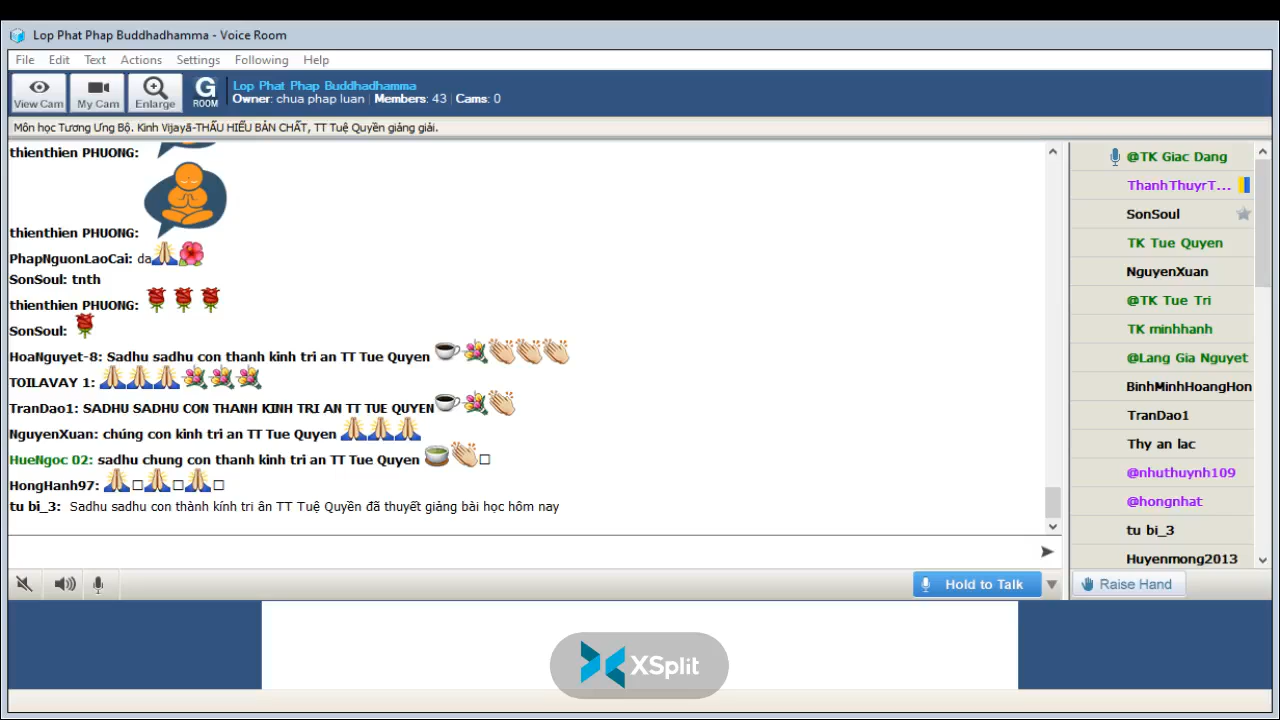 Lop Phat Phap Buddhadhamma - Voice Room
File Edit Text Actions Settings Following Help
View Cam My Cam Enlarge G ROOM
Lop Phat Phap Buddhadhamma
Owner: chua phap luan | Members: 43 | Cams: 0
Môn học Tương Ưng Bộ. Kinh Vijayā-THẤU HIỂU BẢN CHẤT, TT Tuệ Quyền giảng giải.
thienthien PHUONG:
thienthien PHUONG:
PhapNguonLaoCai: da
SonSoul: tnth
thienthien PHUONG:
SonSoul:
HoaNguyet-8: Sadhu sadhu con thanh kinh tri an TT Tue Quyen
TOILAVAY 1:
TranDao1: SADHU SADHU CON THANH KINH TRI AN TT TUE QUYEN
NguyenXuan: chúng con kinh tri an TT Tue Quyen
HueNgoc 02: sadhu chung con thanh kinh tri an TT Tue Quyen
HongHanh97:
tu bi_3: Sadhu sadhu con thành kính tri ân TT Tuệ Quyền đã thuyết giảng bài học hôm nay
@TK Giac Dang
ThanhThuyrT...
SonSoul
TK Tue Quyen
NguyenXuan
@TK Tue Tri
TK minhhanh
@Lang Gia Nguyet
BinhMinhHoangHon
TranDao1
Thy an lac
@nhuthuynh109
@hongnhat
tu bi_3
Huyenmong2013
Hold to Talk
Raise Hand
XSplit